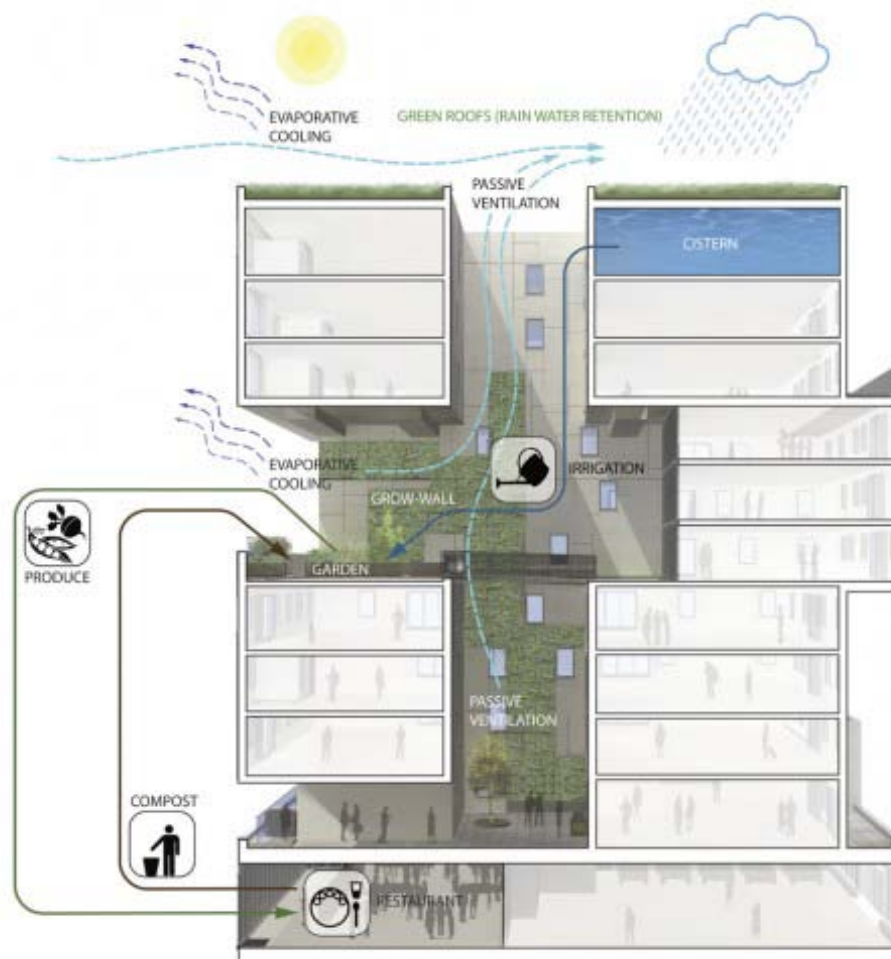 EVAPORATIVE
COOLING
GREEN ROOFS (RAIN WATER RETENTION)
PASSIVE
VENTILATION
CISTERN
EVAPORATIVE
COOLING
IRRIGATION
GROW-WALL
PRODUCE
GARDEN
PASSIVE
VENTILATION
COMPOST
RESTAURANT